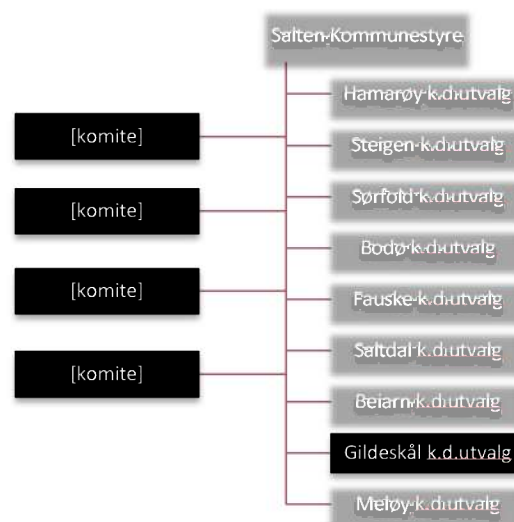 Salten Kommunestyre
[komite]
[komite]
[komite]
[komite]
Hamarøy k.d.utvalg
Steigen k.d.utvalg
Sørfold k.d.utvalg
Bodø k.d.utvalg
Fauske k.d.utvalg
Saltdal k.d.utvalg
Beiarn k.d.utvalg
Gildeskål k.d.utvalg
Meløy k.d.utvalg